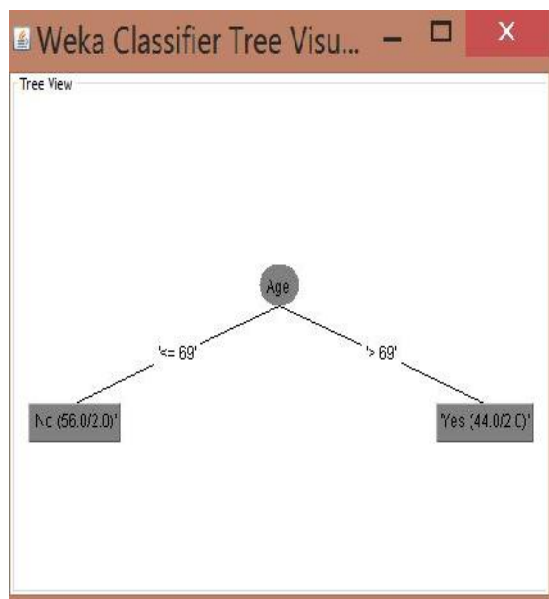 Weka Classifier Tree Visu...
Tree View
Age
'<= 69'
'> 69'
No (56.0/2.0)'
'Yes (44.0/2.0)'